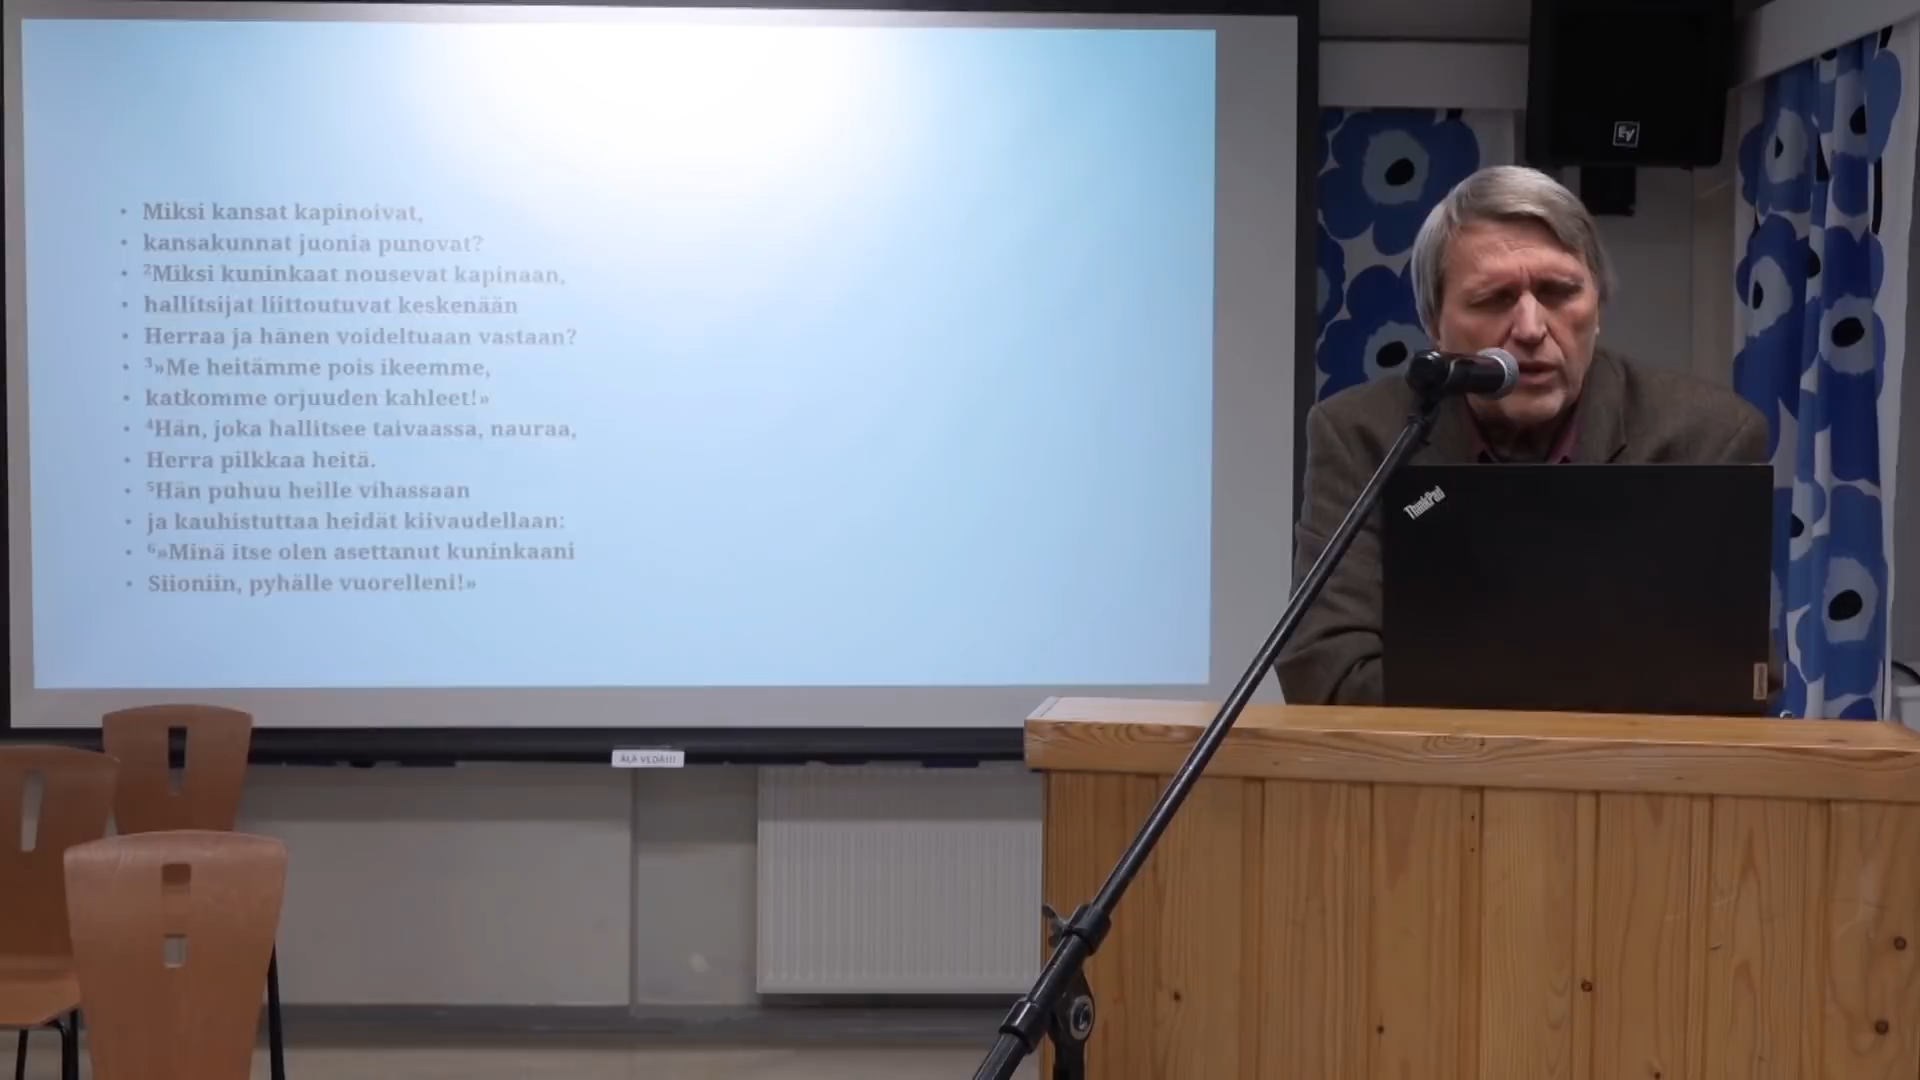 Miksi kansat kapinoivat,
kansakunnat juonia punovat?
²Miksi kuninkaat nousevat kapinaan,
hallitsijat liittoutuvat keskenään
Herraa ja hänen voideltuaan vastaan?
³»Me heitämme pois ikeemme,
katkomme orjuuden kahleet!»
⁴Hän, joka hallitsee taivaassa, nauraa,
Herra pilkkaa heitä.
⁵Hän puhuu heille vihassaan
ja kauhistuttaa heidät kiivaudellaan:
⁶»Minä itse olen asettanut kuninkaani
Siioniin, pyhälle vuorelleni!»
ÄLÄ VEDÄ!!!
EV
ThinkPad